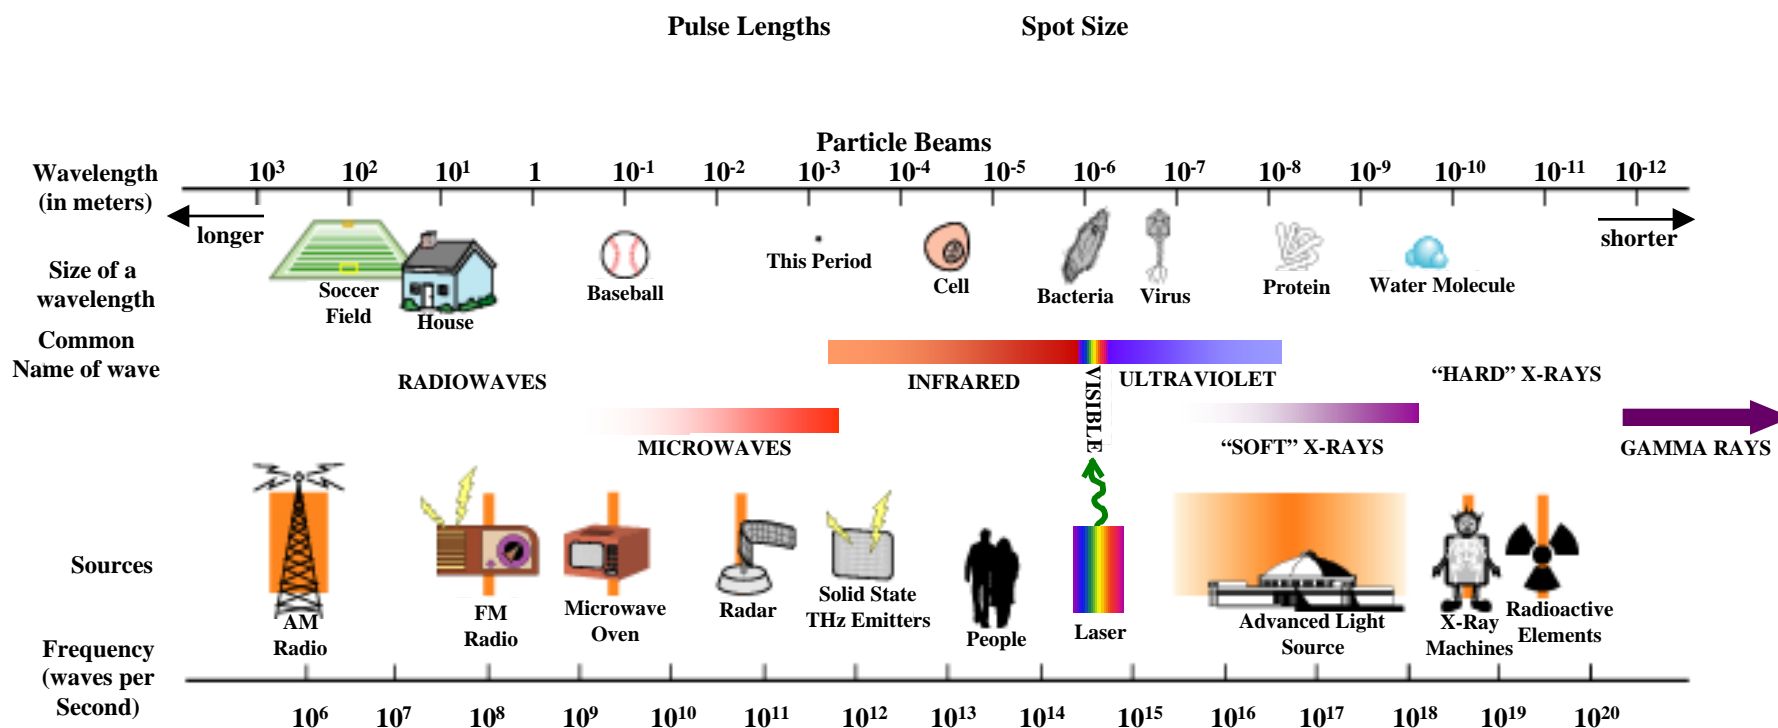 Pulse Lengths Spot Size
Particle Beams
Wavelength
(in meters)
10³ 10² 10¹ 1 10⁻¹ 10⁻² 10⁻³ 10⁻⁴ 10⁻⁵ 10⁻⁶ 10⁻⁷ 10⁻⁸ 10⁻⁹ 10⁻¹⁰ 10⁻¹¹ 10⁻¹²
longer
shorter
Size of a
wavelength
Soccer
Field
House
Baseball
This Period
Cell
Bacteria
Virus
Protein
Water Molecule
Common
Name of wave
RADIOWAVES
MICROWAVES
INFRARED
VISIBLE
ULTRAVIOLET
“SOFT” X-RAYS
“HARD” X-RAYS
GAMMA RAYS
Sources
AM
Radio
FM
Radio
Microwave
Oven
Radar
Solid State
THz Emitters
People
Laser
Advanced Light
Source
X-Ray
Machines
Radioactive
Elements
Frequency
(waves per
Second)
10⁶ 10⁷ 10⁸ 10⁹ 10¹⁰ 10¹¹ 10¹² 10¹³ 10¹⁴ 10¹⁵ 10¹⁶ 10¹⁷ 10¹⁸ 10¹⁹ 10²⁰